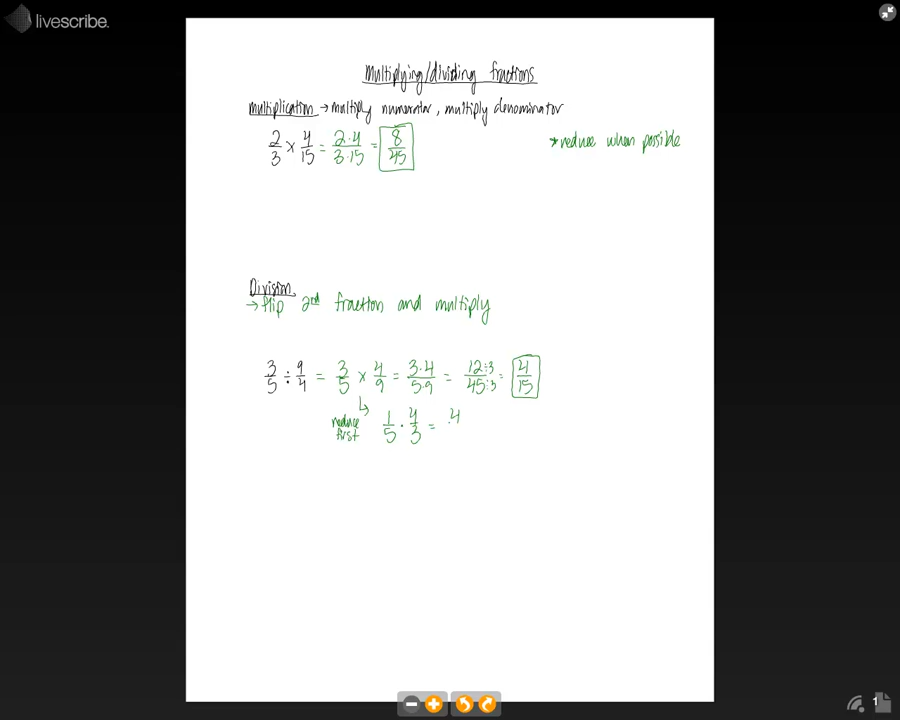 livescribe.
Multiplying/dividing fractions
multiplication → multiply numerator, multiply denominator
2/3 × 4/15 = 2·4/3·15 = 8/45
*reduce when possible
Division
→ flip 2nd fraction and multiply
3/5 ÷ 9/4 = 3/5 × 4/9 = 3·4/5·9 = 12÷3/45÷3 = 4/15
reduce first 1/5 · 4/3 = 4
1